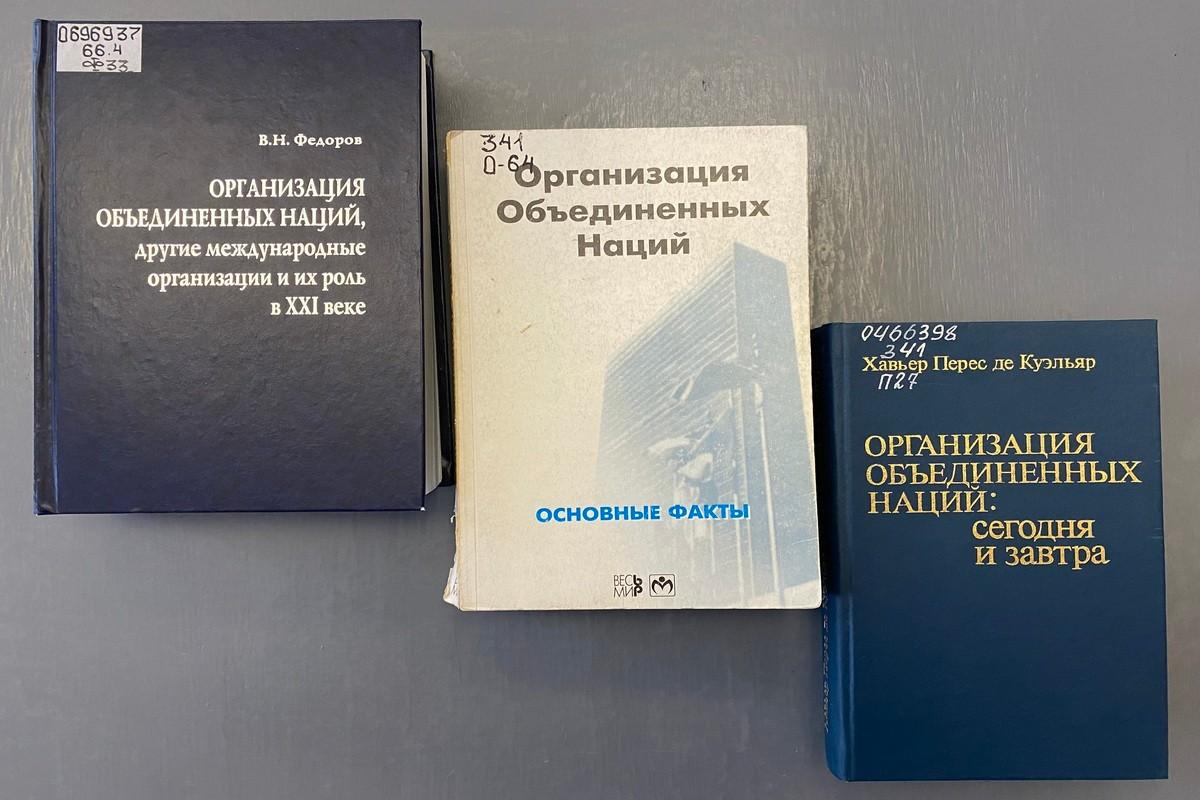 0696937
66.4
Ф33
В.Н. Федоров
ОРГАНИЗАЦИЯ
ОБЪЕДИНЕННЫХ НАЦИЙ,
другие международные
организации и их роль
в XXI веке
341
О-64
Организация
Объединенных
Наций
ОСНОВНЫЕ ФАКТЫ
ВЕСЬ
МИР
0466398
341
Хавьер Перес де Куэльяр
П27
ОРГАНИЗАЦИЯ
ОБЪЕДИНЕННЫХ
НАЦИЙ:
сегодня
и завтра